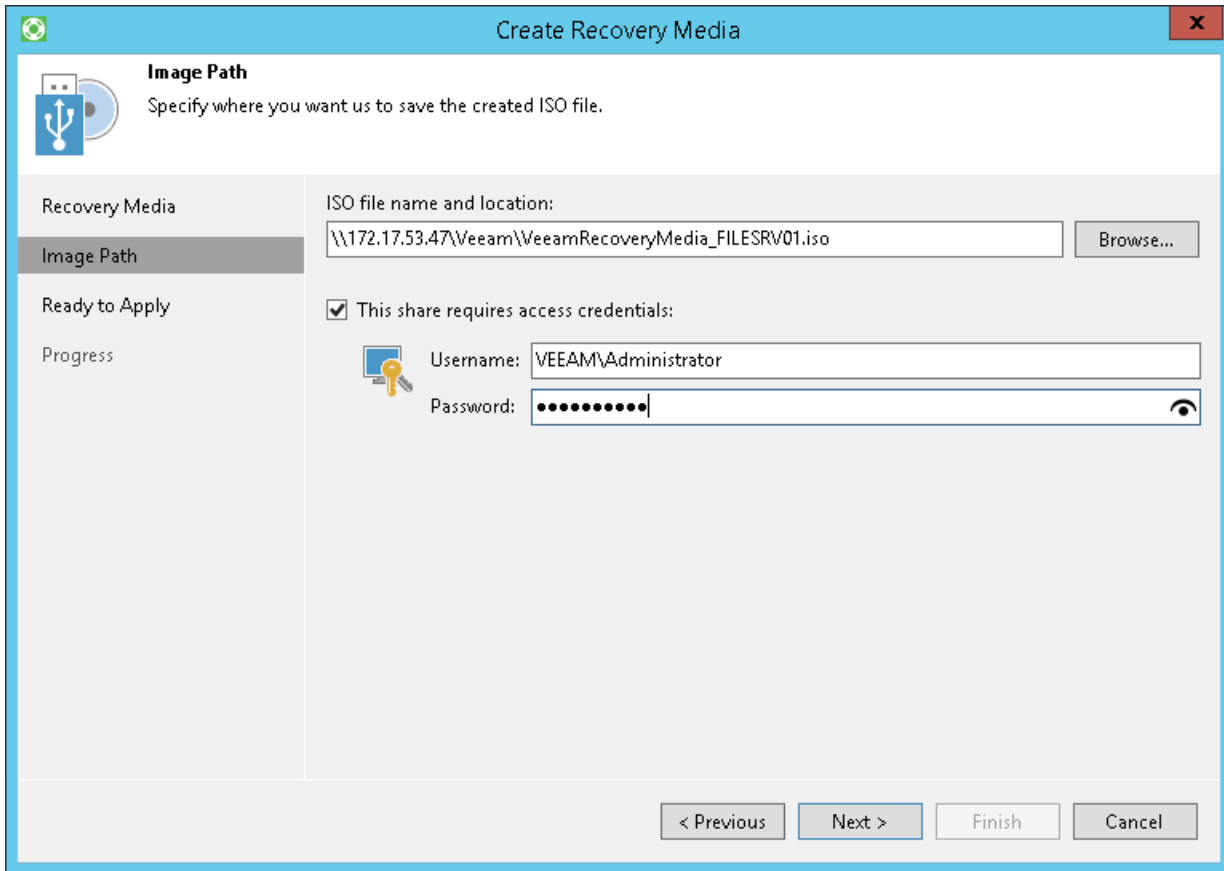 Create Recovery Media
x
Image Path
Specify where you want us to save the created ISO file.
Recovery Media
Image Path
Ready to Apply
Progress
ISO file name and location:
\\172.17.53.47\Veeam\VeeamRecoveryMedia_FILESRV01.iso
Browse...
This share requires access credentials:
Username:
VEEAM\Administrator
Password:
••••••••••
< Previous
Next >
Finish
Cancel